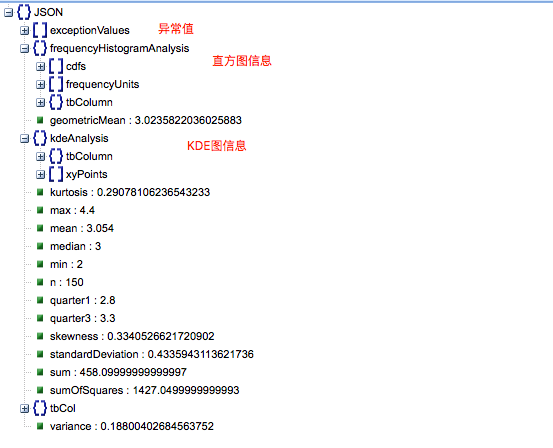 JSON
exceptionValues 异常值
frequencyHistogramAnalysis
直方图信息
cdfs
frequencyUnits
tbColumn
geometricMean : 3.0235822036025883
kdeAnalysis
KDE图信息
tbColumn
xyPoints
kurtosis : 0.29078106236543233
max : 4.4
mean : 3.054
median : 3
min : 2
n : 150
quarter1 : 2.8
quarter3 : 3.3
skewness : 0.3340526621720902
standardDeviation : 0.4335943113621736
sum : 458.09999999999997
sumOfSquares : 1427.0499999999993
tbCol
variance : 0.18800402684563752